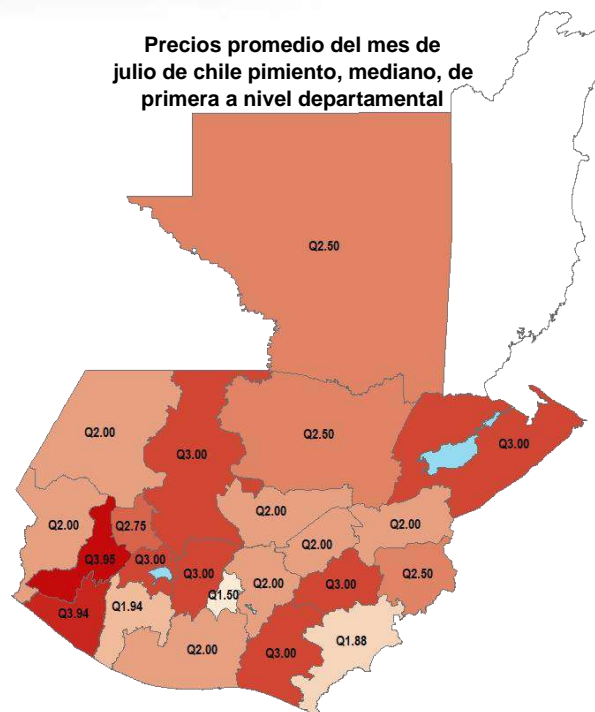 Precios promedio del mes de
julio de chile pimiento, mediano, de
primera a nivel departamental
Q2.50
Q2.00
Q3.00
Q2.50
Q3.00
Q2.00
Q2.75
Q2.00
Q2.00
Q2.00
Q3.95
Q3.00
Q3.00
Q2.00
Q3.00
Q2.50
Q1.50
Q3.94
Q1.94
Q2.00
Q3.00
Q1.88